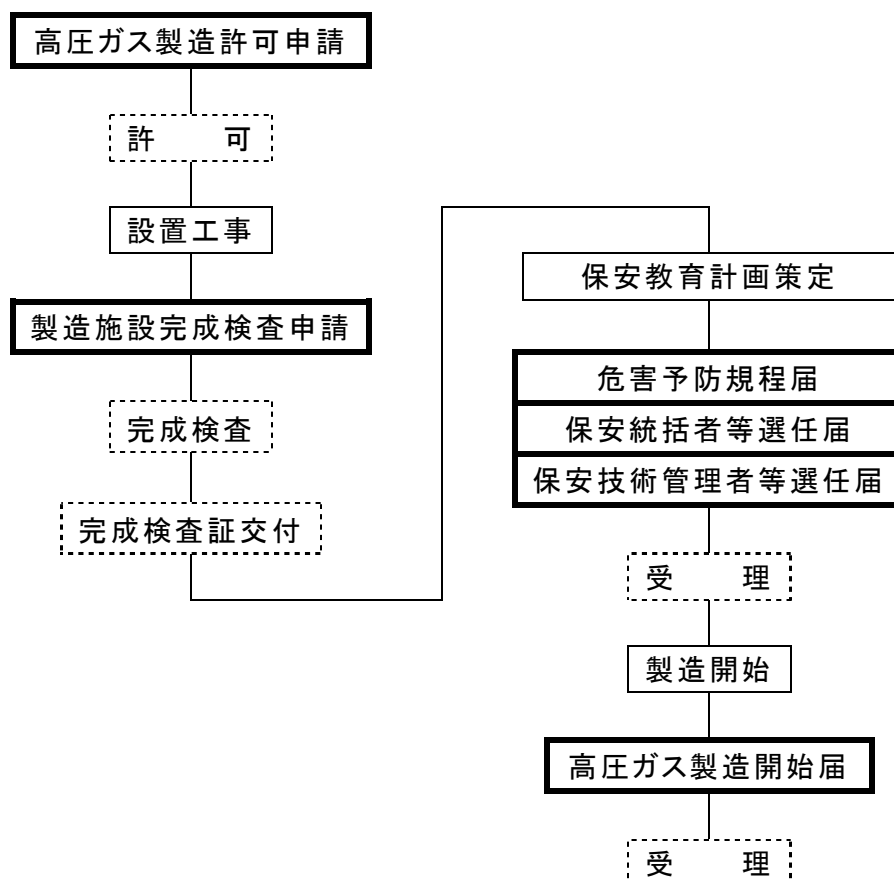 高圧ガス製造許可申請
許　　可
設置工事
製造施設完成検査申請
完成検査
完成検査証交付
保安教育計画策定
危害予防規程届
保安統括者等選任届
保安技術管理者等選任届
受　　理
製造開始
高圧ガス製造開始届
受　　理